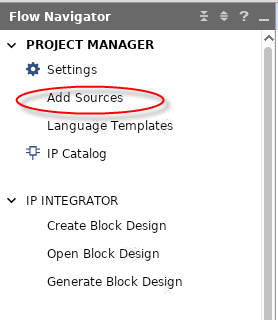 Flow Navigator ?
PROJECT MANAGER
Settings
Add Sources
Language Templates
IP Catalog
IP INTEGRATOR
Create Block Design
Open Block Design
Generate Block Design